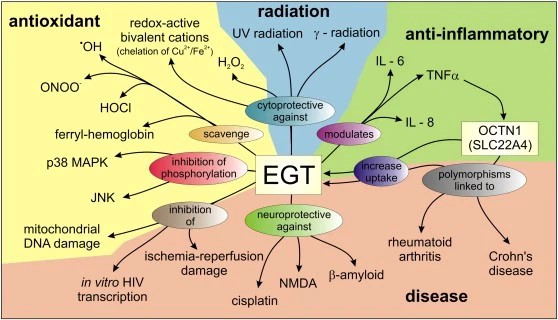 antioxidant
redox-active
bivalent cations
(chelation of Cu²⁺/Fe²⁺)
radiation
UV radiation
γ - radiation
anti-inflammatory
•OH
H₂O₂
IL - 6
TNFα
ONOO⁻
HOCl
cytoprotective
against
IL - 8
ferryl-hemoglobin
scavenge
modulates
OCTN1
(SLC22A4)
p38 MAPK
inhibition of
phosphorylation
EGT
increase
uptake
polymorphisms
linked to
JNK
mitochondrial
DNA damage
inhibition
of
neuroprotective
against
ischemia-reperfusion
damage
rheumatoid
arthritis
Crohn's
disease
in vitro HIV
transcription
cisplatin
NMDA
β-amyloid
disease